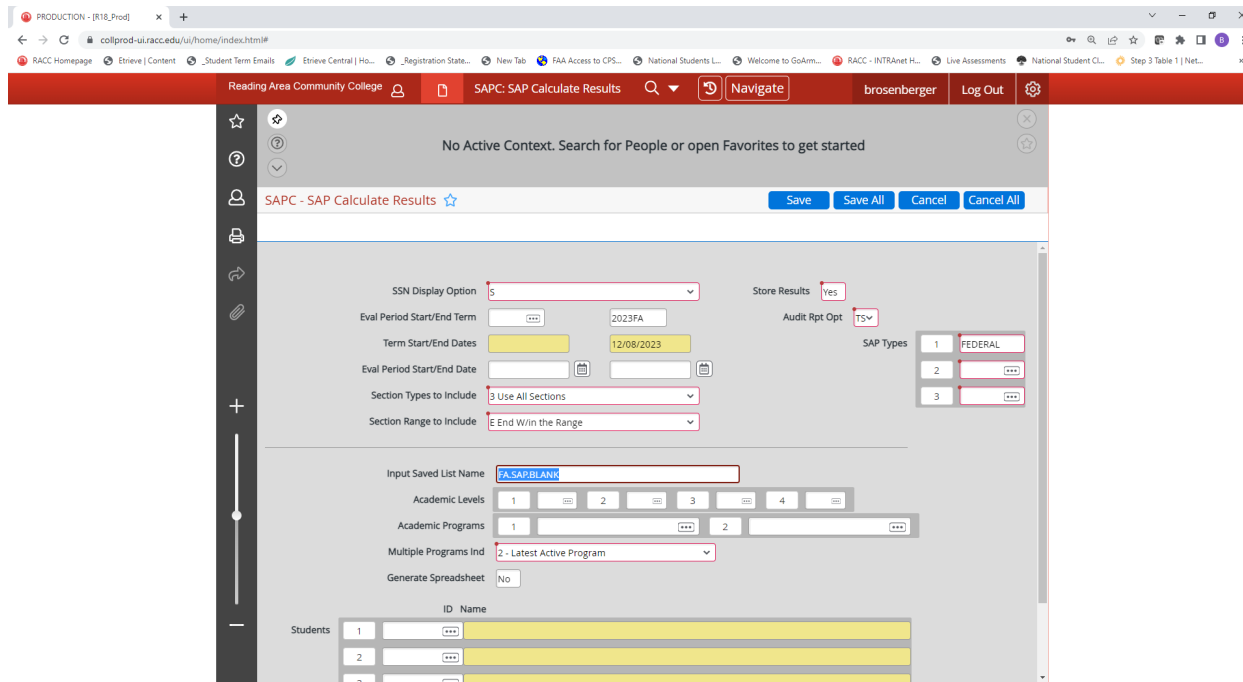 PRODUCTION - [R18_Prod]
collprod-ui.racc.edu/ui/home/index.html#
RACC Homepage Etrieve | Content _Student Term Emails Etrieve Central | Ho... _Registration State... New Tab FAA Access to CPS... National Students L... Welcome to GoArm... RACC - INTRAnet H... Live Assessments National Student Cl... Step 3 Table 1 | Net...
Reading Area Community College SAPC: SAP Calculate Results Navigate brosenberger Log Out
No Active Context. Search for People or open Favorites to get started
SAPC - SAP Calculate Results Save Save All Cancel Cancel All
SSN Display Option S Store Results Yes
Eval Period Start/End Term 2023FA Audit Rpt Opt TS
Term Start/End Dates 12/08/2023 SAP Types 1 FEDERAL
Eval Period Start/End Date 2
Section Types to Include 3 Use All Sections 3
Section Range to Include E End W/in the Range
Input Saved List Name FA.SAP.BLANK
Academic Levels 1 2 3 4
Academic Programs 1 2
Multiple Programs Ind 2 - Latest Active Program
Generate Spreadsheet No
ID Name
Students 1
2
3